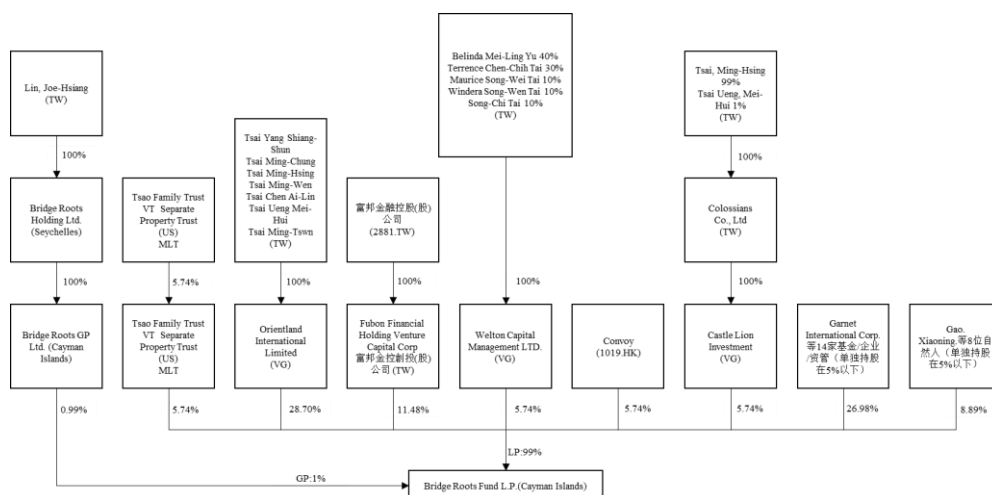 Belinda Mei-Ling Yu 40%
Terrence Chen-Chih Tai 30%
Maurice Song-Wei Tai 10%
Windera Song-Wen Tai 10%
Song-Chi Tai 10%
(TW)
Lin, Joe-Hsiang
(TW)
Tsai, Ming-Hsing
99%
Tsai Ueng, Mei-
Hui 1%
(TW)
100%
100%
Bridge Roots
Holding Ltd.
(Seychelles)
Tsao Family Trust
VT Separate
Property Trust
(US)
MLT
Tsai Yang Shiang-
Shun
Tsai Ming-Chung
Tsai Ming-Hsing
Tsai Ming-Wen
Tsai Chen Ai-Lin
Tsai Ueng Mei-
Hui
Tsai Ming-Tswn
(TW)
富邦金融控股(股)
公司
(2881.TW)
Colossians
Co., Ltd
(TW)
100%
5.74%
100%
100%
100%
100%
Bridge Roots GP
Ltd. (Cayman
Islands)
Tsao Family Trust
VT Separate
Property Trust
(US)
MLT
Orientland
International
Limited
(VG)
Fubon Financial
Holding Venture
Capital Corp
富邦金控創投(股)
公司 (TW)
Welton Capital
Management LTD.
(VG)
Convoy
(1019.HK)
Castle Lion
Investment
(VG)
Garnet
International Corp.
等14家基金/企业
/资管（单独持股
在5%以下）
Gao.
Xiaoning.等8位自
然人（单独持股
在5%以下）
0.99%
5.74%
28.70%
11.48%
5.74%
5.74%
5.74%
26.98%
8.89%
LP:99%
GP:1%
Bridge Roots Fund L.P.(Cayman Islands)